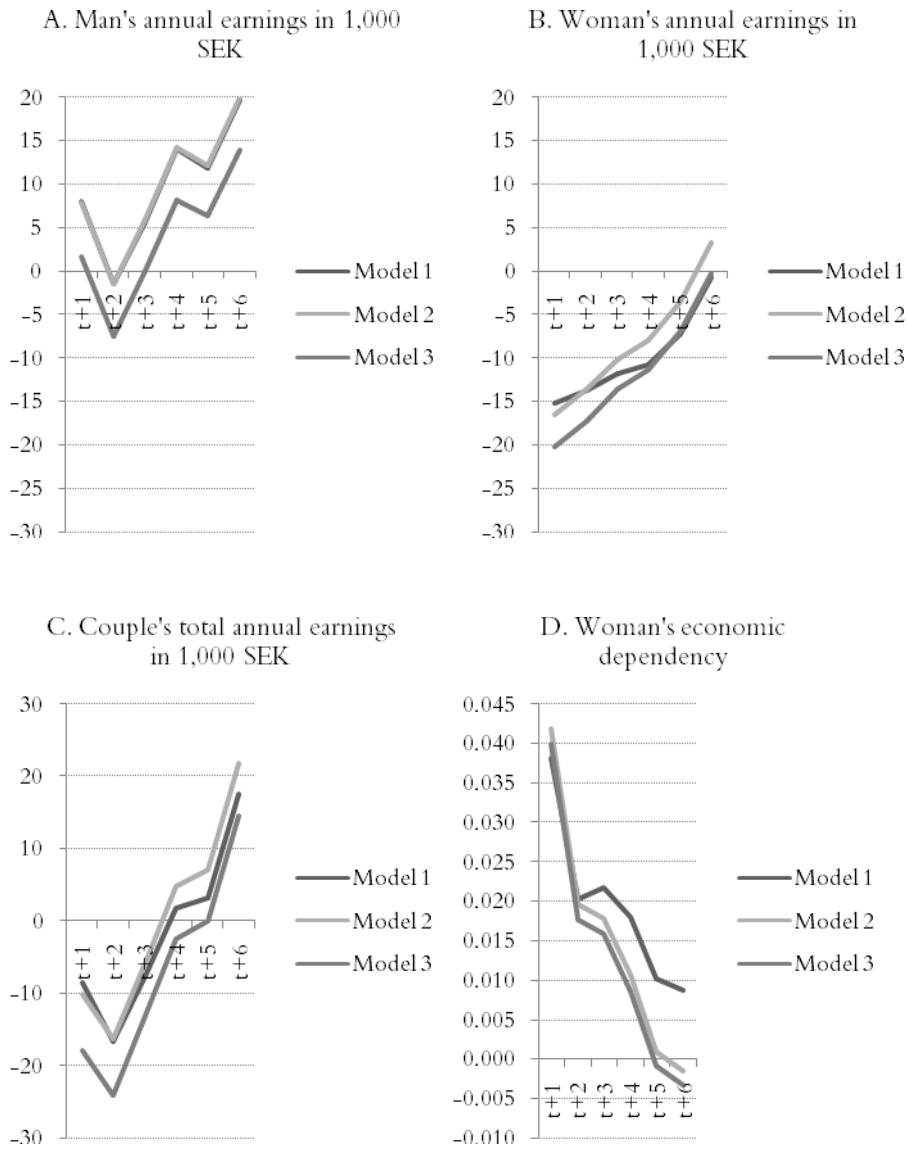 A. Man's annual earnings in 1,000
SEK
20
15
10
5
0
-5
-10
-15
-20
-25
-30
t+1
t+2
t+3
t+4
t+5
t+6
Model 1
Model 2
Model 3
B. Woman's annual earnings in
1,000 SEK
20
15
10
5
0
-5
-10
-15
-20
-25
-30
t+1
t+2
t+3
t+4
t+5
t+6
Model 1
Model 2
Model 3
C. Couple's total annual earnings
in 1,000 SEK
30
20
10
0
-10
-20
-30
t+1
t+2
t+3
t+4
t+5
t+6
Model 1
Model 2
Model 3
D. Woman's economic
dependency
0.045
0.040
0.035
0.030
0.025
0.020
0.015
0.010
0.005
0.000
-0.005
-0.010
t+1
t+2
t+3
t+4
t+5
t+6
Model 1
Model 2
Model 3